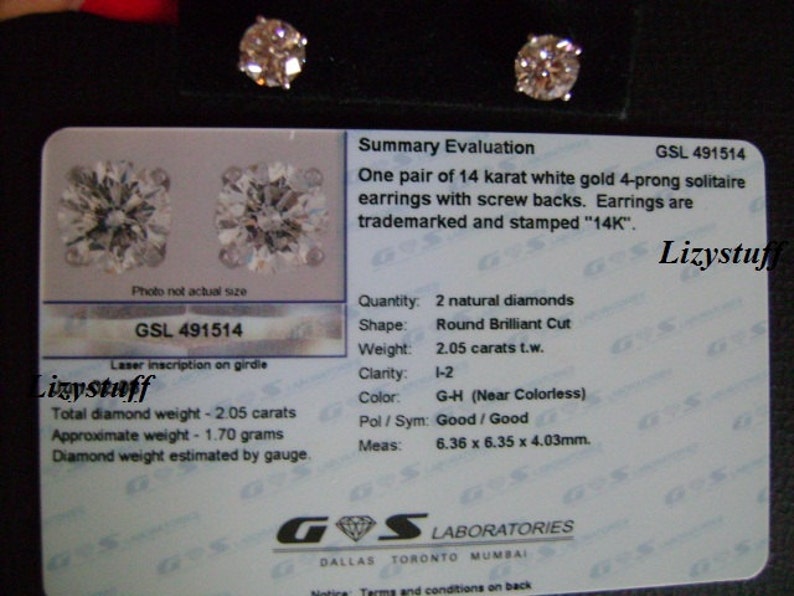 Summary Evaluation GSL 491514
One pair of 14 karat white gold 4-prong solitaire
earrings with screw backs. Earrings are
trademarked and stamped "14K".
Lizystuff
Photo not actual size
GSL 491514
Laser inscription on girdle
Lizystuff
Total diamond weight - 2.05 carats
Approximate weight - 1.70 grams
Diamond weight estimated by gauge.
Quantity: 2 natural diamonds
Shape: Round Brilliant Cut
Weight: 2.05 carats t.w.
Clarity: I-2
Color: G-H (Near Colorless)
Pol / Sym: Good / Good
Meas: 6.36 x 6.35 x 4.03mm.
G S LABORATORIES
DALLAS TORONTO MUMBAI
Notice: Terms and conditions on back